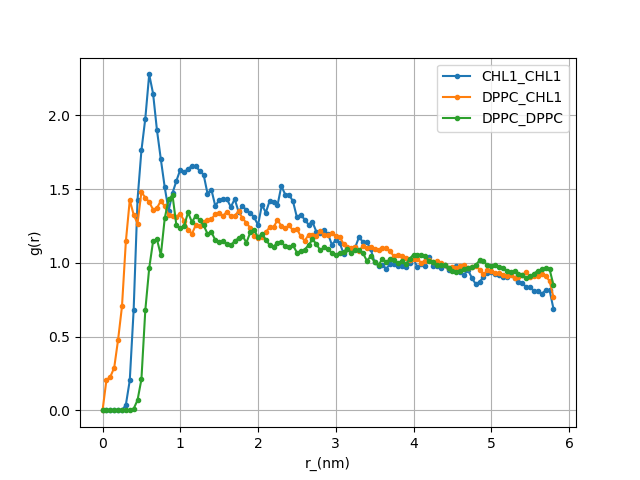 CHL1_CHL1
DPPC_CHL1
DPPC_DPPC
2.0
1.5
1.0
0.5
0.0
g(r)
0 1 2 3 4 5 6
r_(nm)